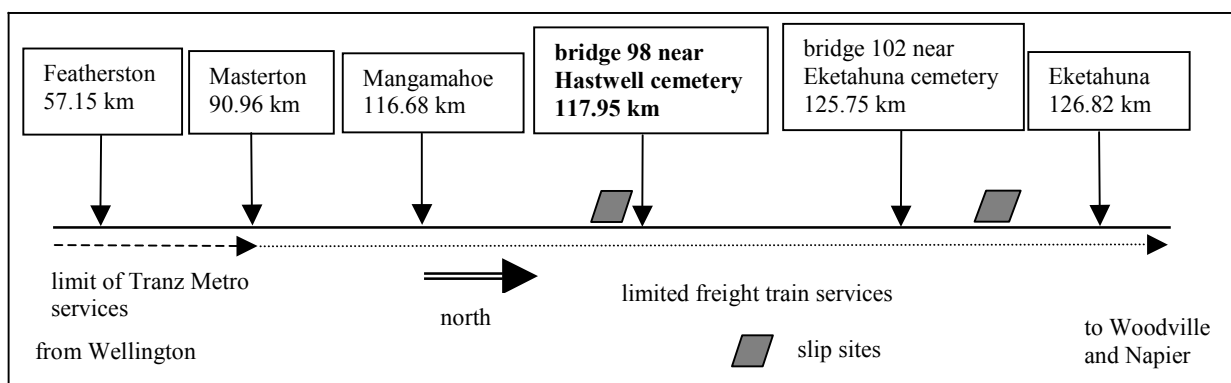 Featherston
57.15 km
Masterton
90.96 km
Mangamahoe
116.68 km
bridge 98 near
Hastwell cemetery
117.95 km
bridge 102 near
Eketahuna cemetery
125.75 km
Eketahuna
126.82 km
limit of Tranz Metro
services
from Wellington
north
limited freight train services
slip sites
to Woodville
and Napier